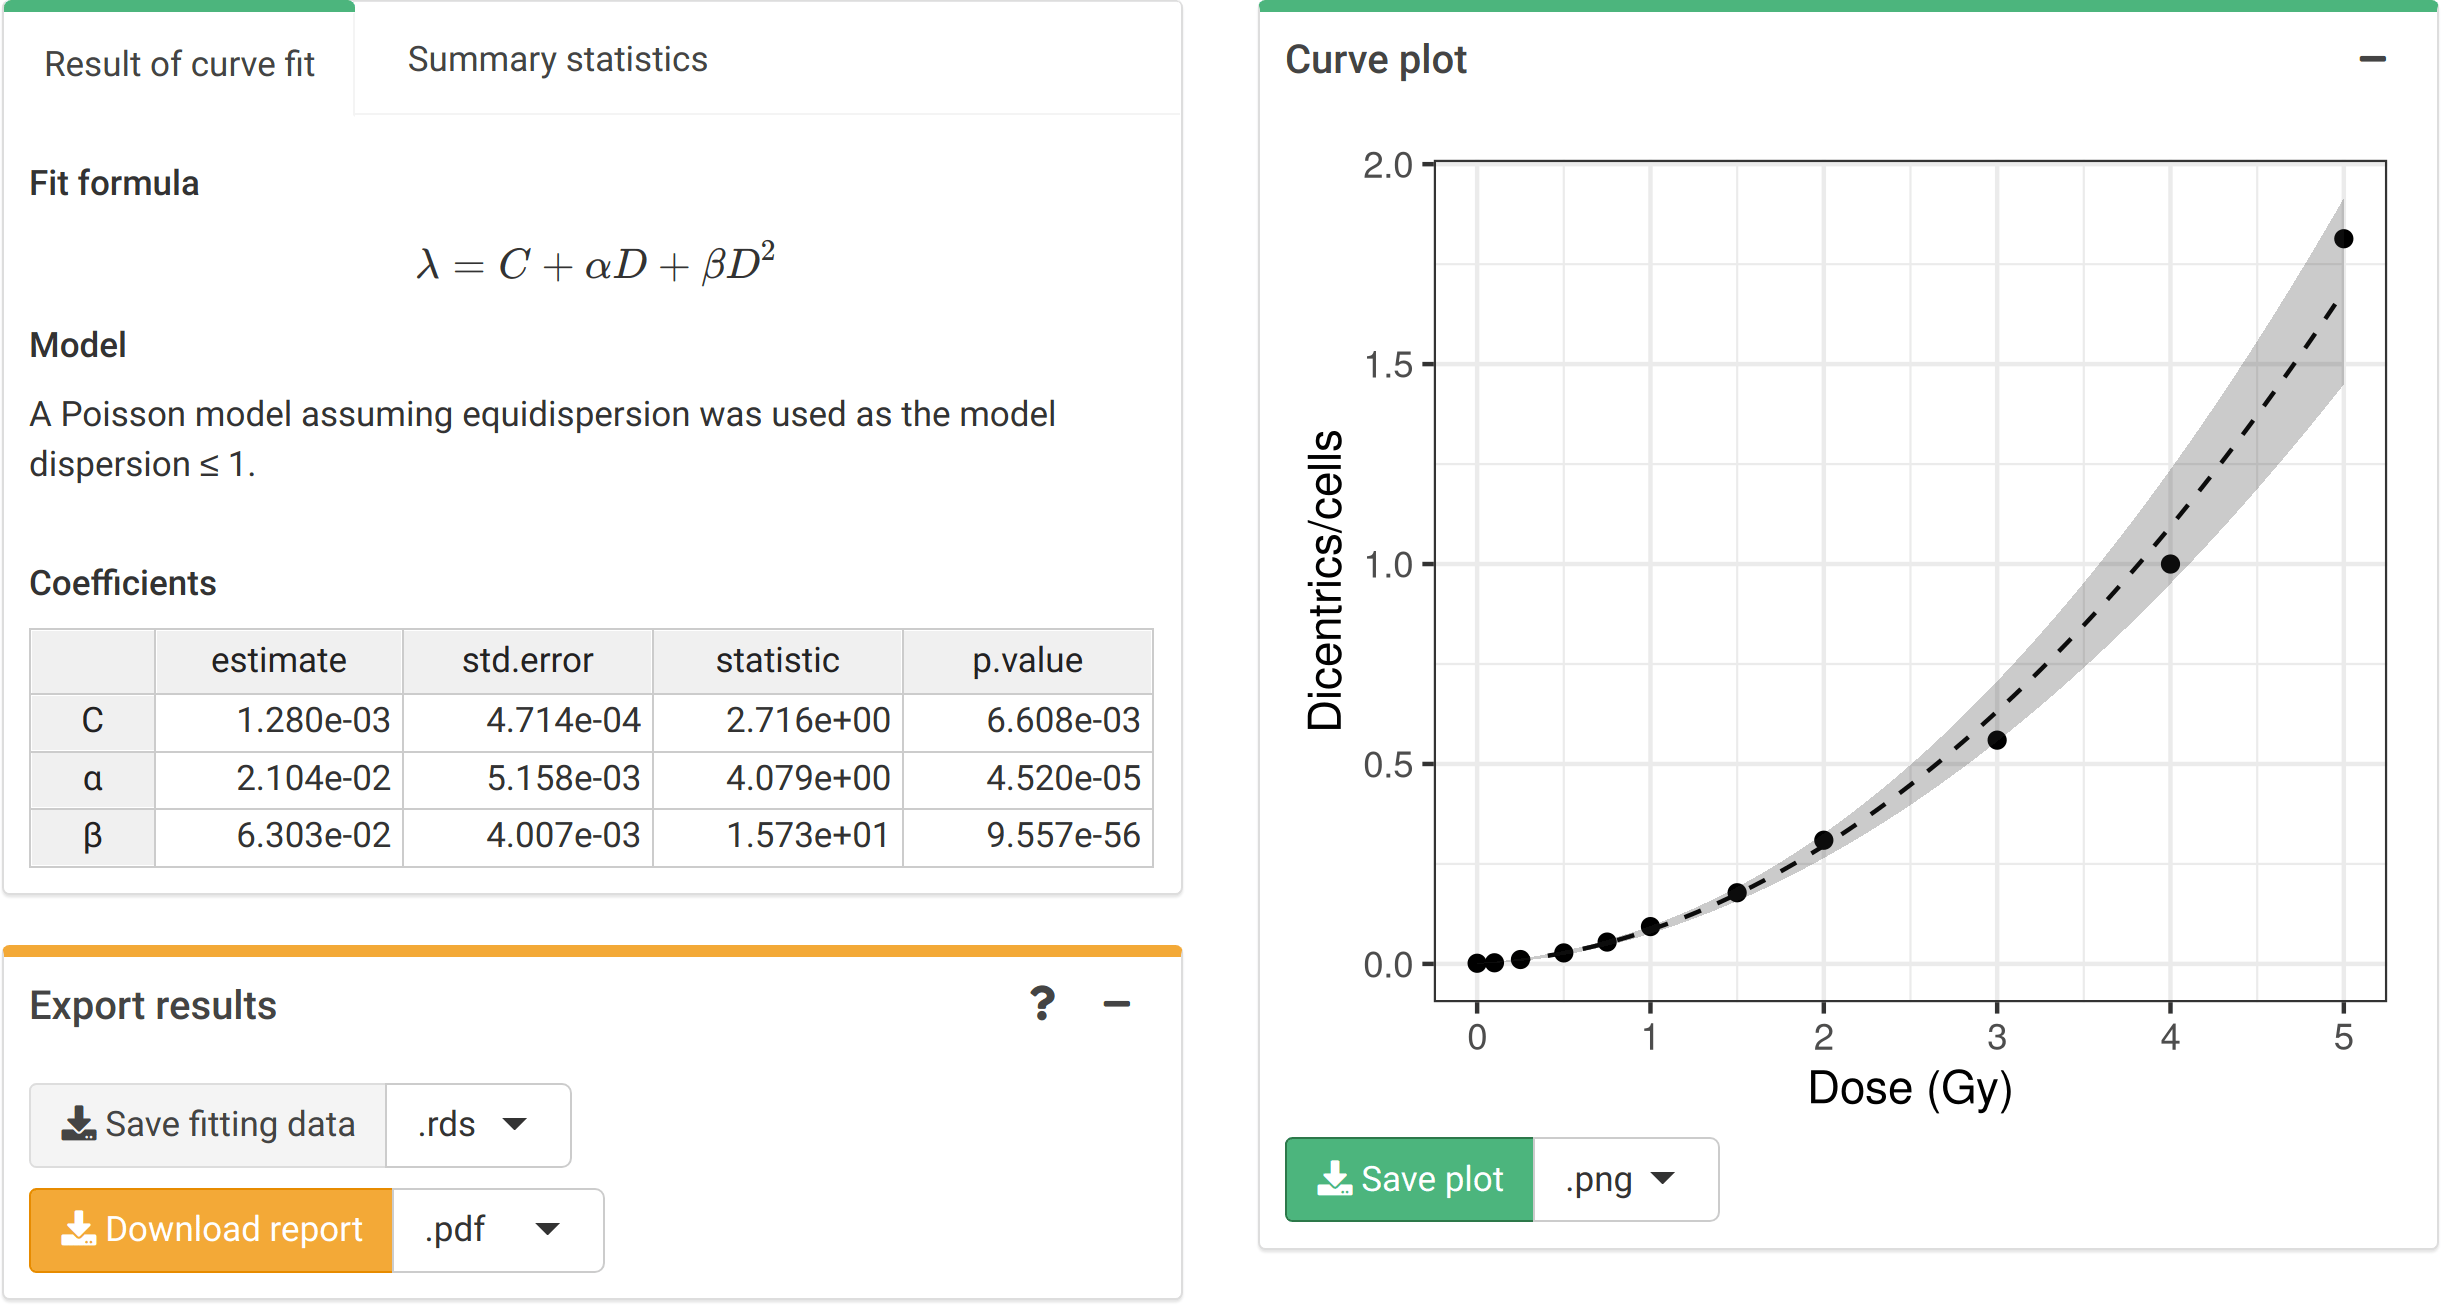 Result of curve fit
Summary statistics
Fit formula
λ = C + αD + βD²
Model
A Poisson model assuming equidispersion was used as the model
dispersion ≤ 1.
Coefficients
estimate std.error statistic p.value
C 1.280e-03 4.714e-04 2.716e+00 6.608e-03
α 2.104e-02 5.158e-03 4.079e+00 4.520e-05
β 6.303e-02 4.007e-03 1.573e+01 9.557e-56
Export results ? −
Save fitting data .rds
Download report .pdf
Curve plot −
2.0
1.5
1.0
0.5
0.0
Dicentrics/cells
0 1 2 3 4 5
Dose (Gy)
Save plot .png